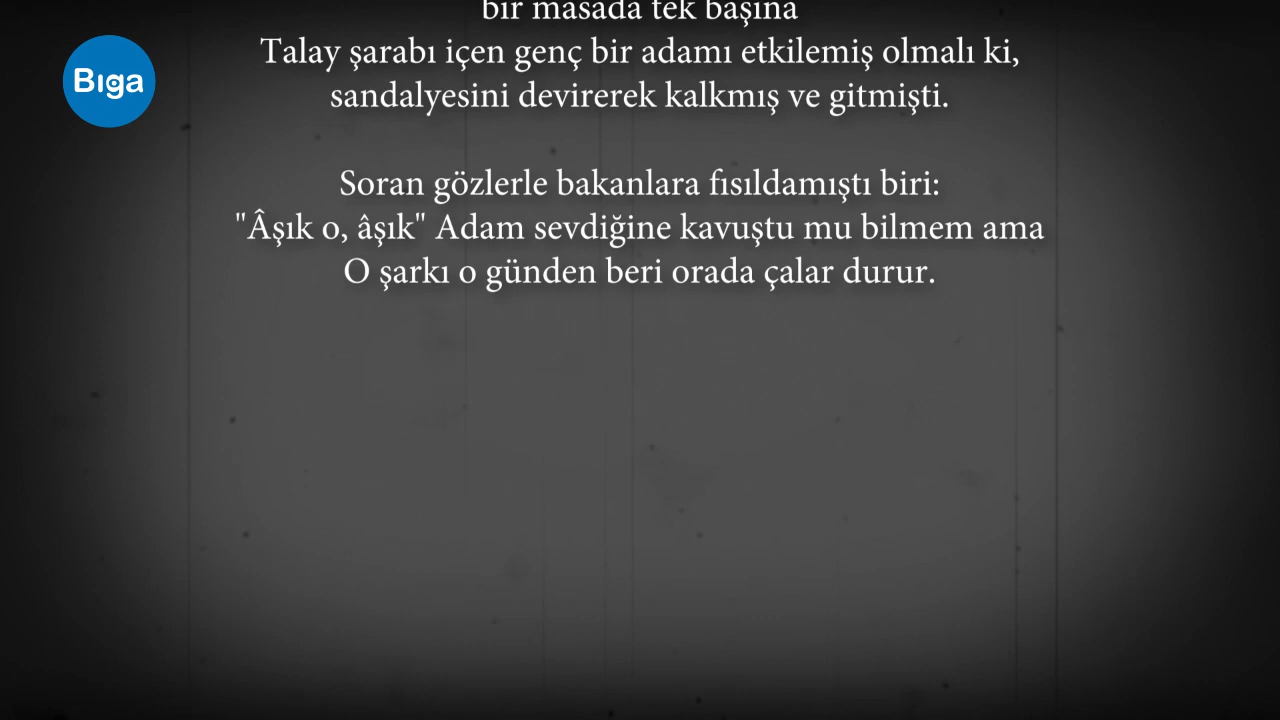 bir masada tek başına
Talay şarabı içen genç bir adamı etkilemiş olmalı ki,
sandalyesini devirerek kalkmış ve gitmişti.
Soran gözlerle bakanlara fısıldamıştı biri:
"Âşık o, âşık" Adam sevdiğine kavuştu mu bilmem ama
O şarkı o günden beri orada çalar durur.
Bıga